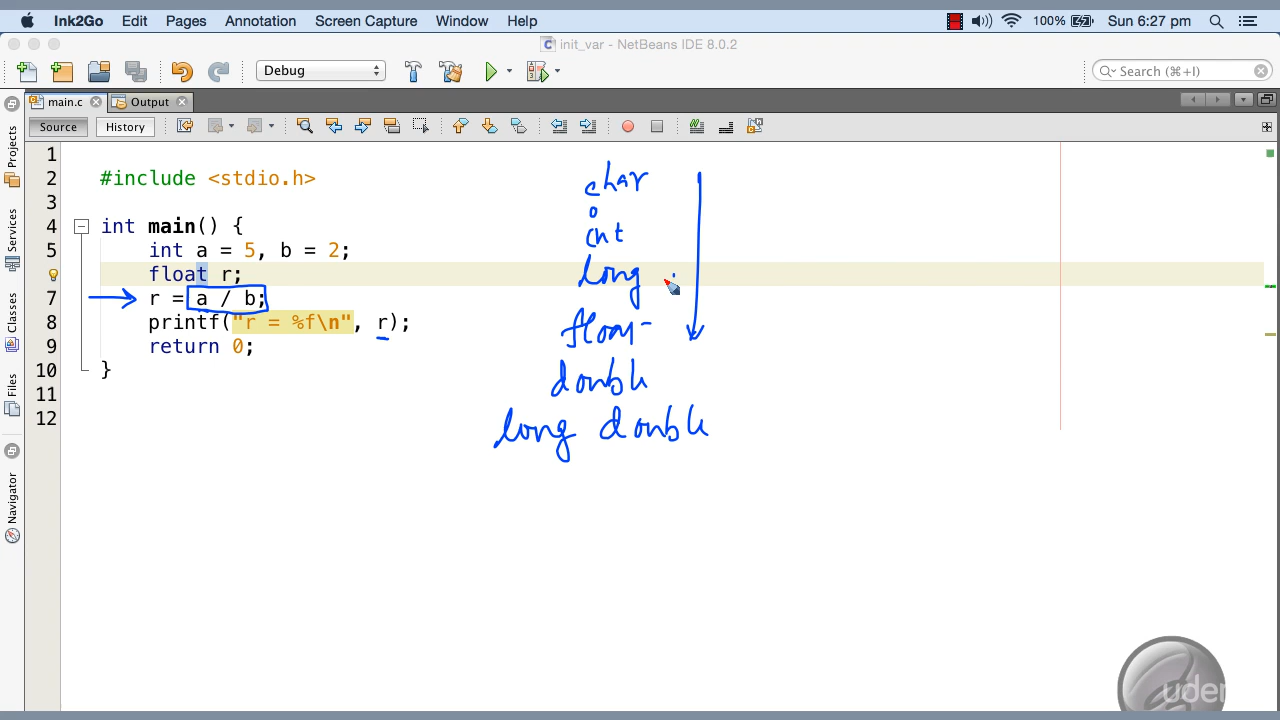 Ink2Go Edit Pages Annotation Screen Capture Window Help 100% Sun 6:27 pm
init_var - NetBeans IDE 8.0.2
Debug Search (⌘+I)
main.c Output
Source History
Projects
Services
Classes
Files
Navigator
1
2 #include <stdio.h>
3
4 int main() {
5 int a = 5, b = 2;
float r;
7 r = a / b;
8 printf("r = %f\n", r);
9 return 0;
10 }
11
12
char
int
long
float
double
long double